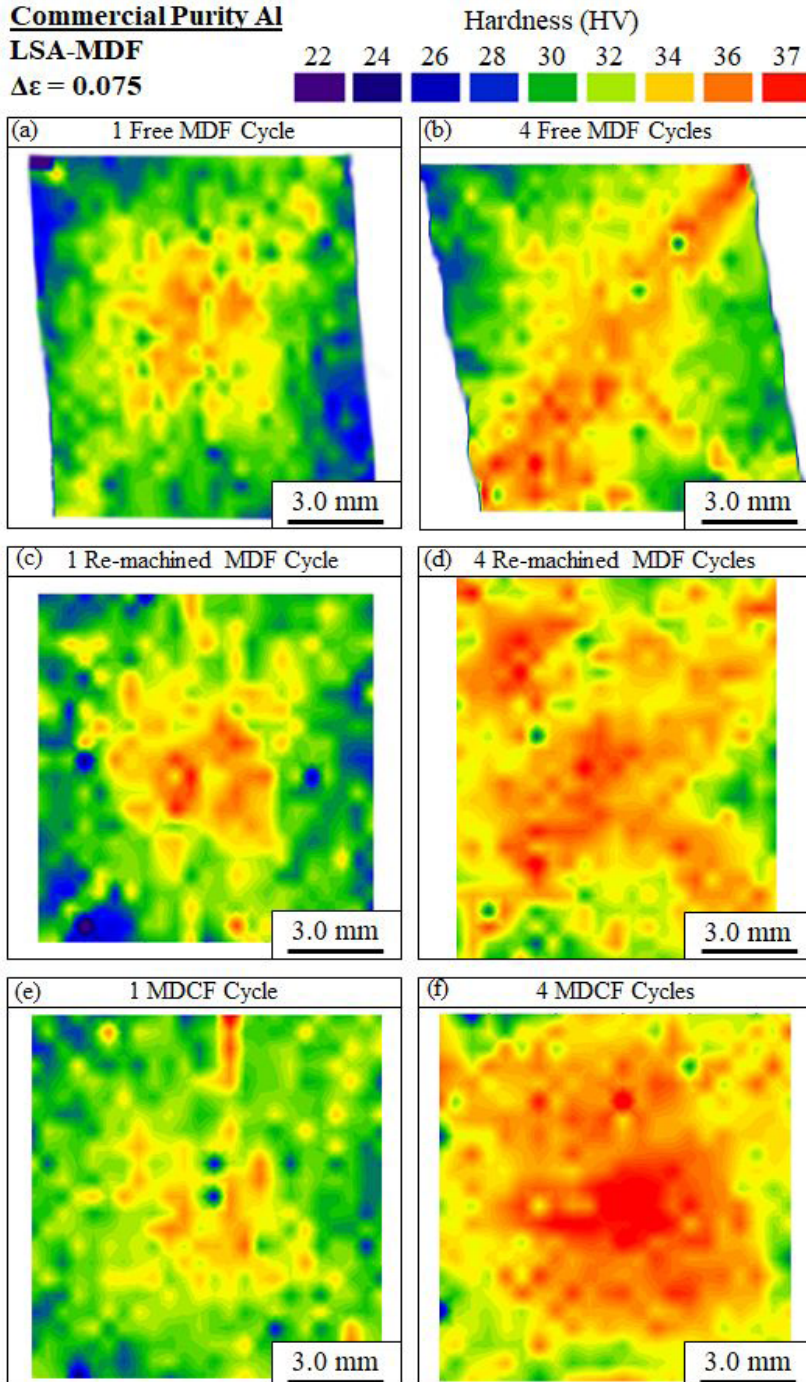 Commercial Purity Al
Hardness (HV)
LSA-MDF
22 24 26 28 30 32 34 36 37
Δε = 0.075
(a) 1 Free MDF Cycle
(b) 4 Free MDF Cycles
3.0 mm
3.0 mm
(c) 1 Re-machined MDF Cycle
(d) 4 Re-machined MDF Cycles
3.0 mm
3.0 mm
(e) 1 MDCF Cycle
(f) 4 MDCF Cycles
3.0 mm
3.0 mm